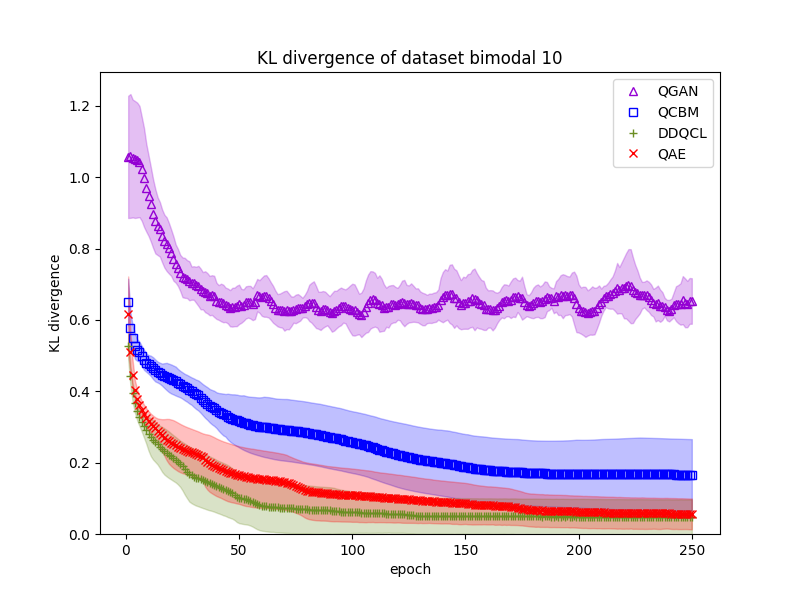 KL divergence of dataset bimodal 10
QGAN
QCBM
DDQCL
QAE
KL divergence
1.2
1.0
0.8
0.6
0.4
0.2
0.0
0
50
100
150
200
250
epoch